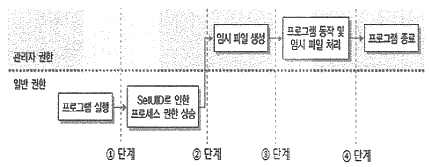 임시 파일 생성
프로그램 동작 및
임시 파일 처리
프로그램 종료
관리자 권한
일반 권한
프로그램 실행
SetUID로 인한
프로세스 권한 상승
① 단계
② 단계
③ 단계
④ 단계